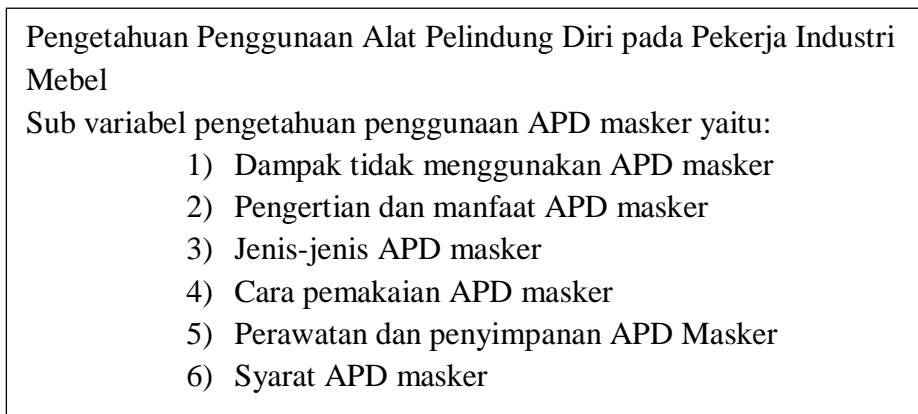 Pengetahuan Penggunaan Alat Pelindung Diri pada Pekerja Industri
Mebel
Sub variabel pengetahuan penggunaan APD masker yaitu:
1) Dampak tidak menggunakan APD masker
2) Pengertian dan manfaat APD masker
3) Jenis-jenis APD masker
4) Cara pemakaian APD masker
5) Perawatan dan penyimpanan APD Masker
6) Syarat APD masker